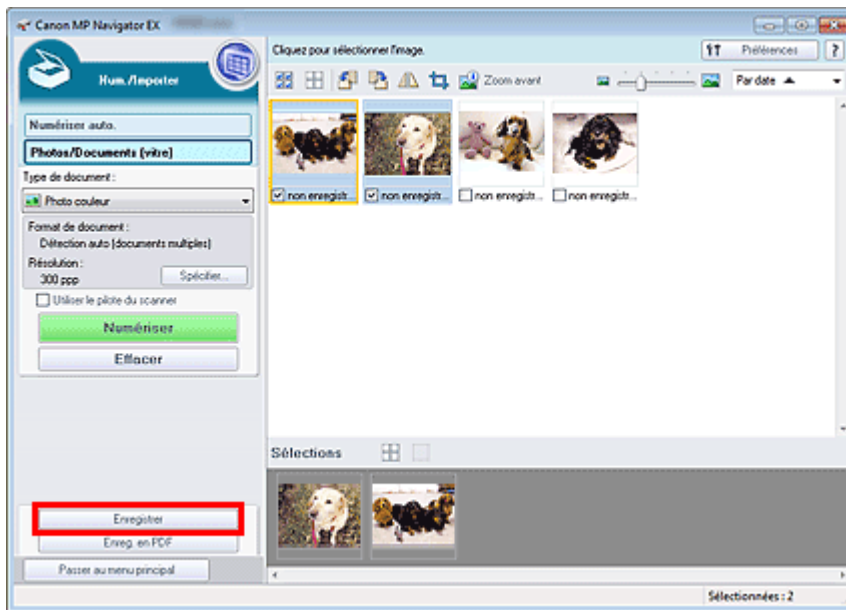 Canon MP Navigator EX
Cliquez pour sélectionner l'image.
Préférences
?
Num./Importer
Zoom avant
Par date
Numériser auto.
Photos/Documents (vitre)
Type de document :
Photo couleur
non enregistr...
non enregistr...
non enregistr...
non enregistr...
Format de document :
Détection auto (documents multiples)
Résolution :
300 ppp
Spécifier...
Utiliser le pilote du scanner
Numériser
Effacer
Sélections
Enregistrer
Enreg. en PDF
Passer au menu principal
Sélectionnées : 2